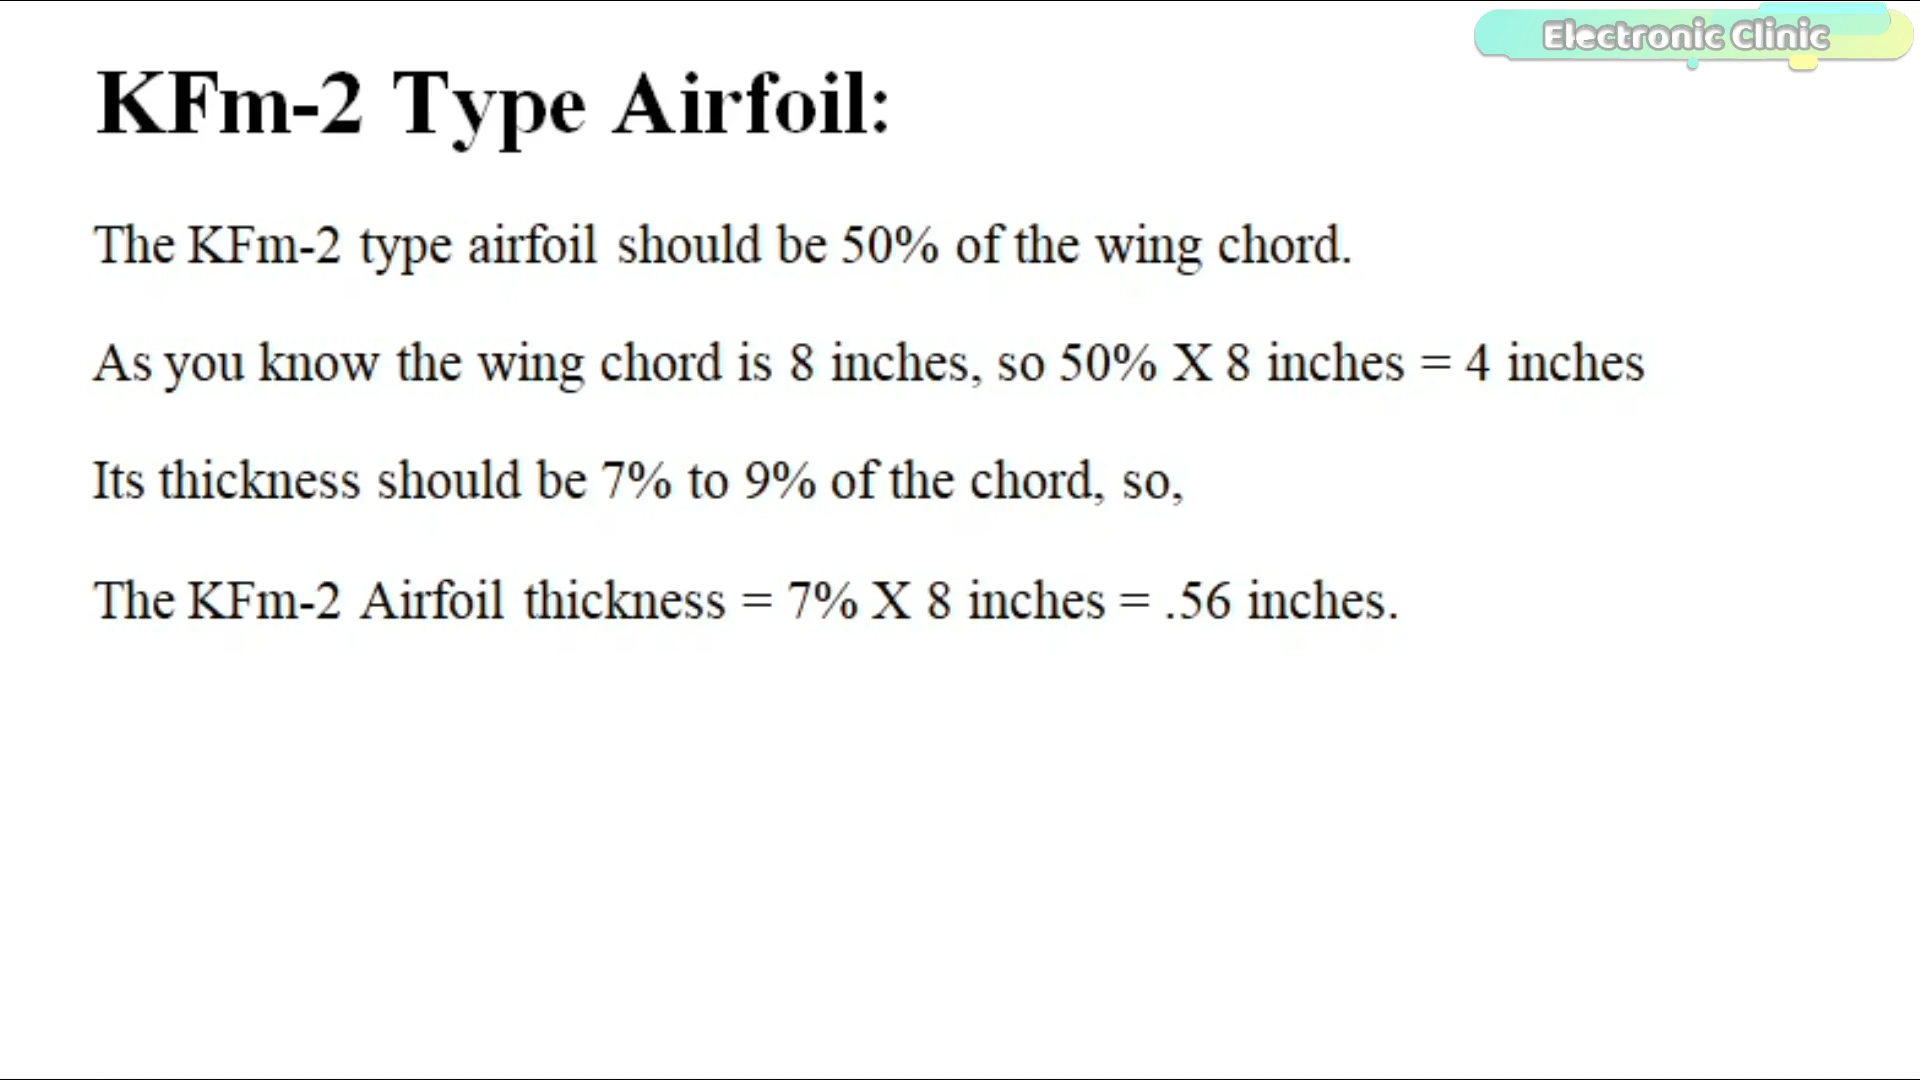 Electronic Clinic
KFm-2 Type Airfoil:
The KFm-2 type airfoil should be 50% of the wing chord.
As you know the wing chord is 8 inches, so 50% X 8 inches = 4 inches
Its thickness should be 7% to 9% of the chord, so,
The KFm-2 Airfoil thickness = 7% X 8 inches = .56 inches.